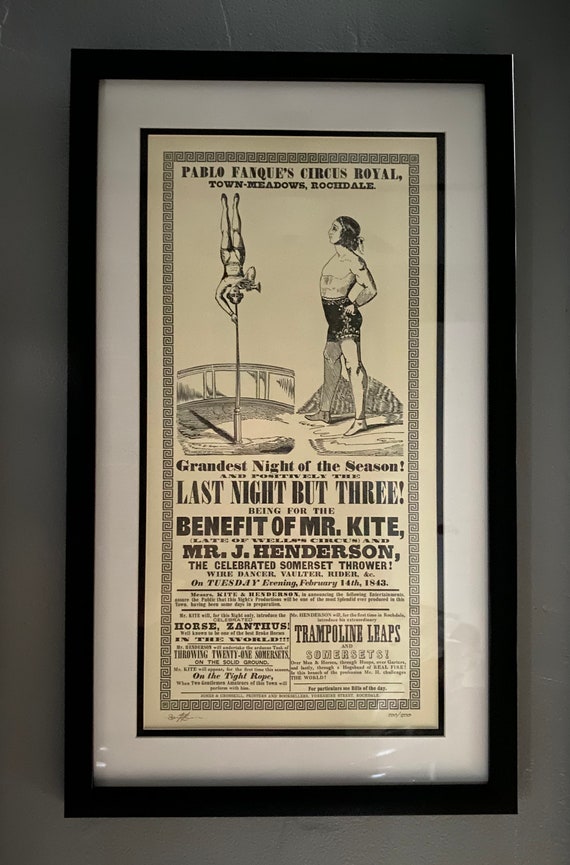 PABLO FANQUE'S CIRCUS ROYAL,
TOWN-MEADOWS, ROCHDALE.
Grandest Night of the Season!
AND POSITIVELY THE
LAST NIGHT BUT THREE!
BEING FOR THE
BENEFIT OF MR. KITE,
(LATE OF WELLS'S CIRCUS) AND
MR. J. HENDERSON,
THE CELEBRATED SOMERSET THROWER!
WIRE DANCER, VAULTER, RIDER, &c.
On TUESDAY Evening, February 14th, 1843.
Messrs. KITE & HENDERSON, in announcing the following Entertainments,
assure the Public that this Night's Productions will be one of the most Splendid ever produced in this
Town, having been some days in preparation.
Mr. KITE will, for this Night only, introduce the
CELEBRATED
HORSE, ZANTHUS!
Well known to be one of the best Broke Horses
IN THE WORLD!!!
Mr. HENDERSON will undertake the arduous Task of
THROWING TWENTY-ONE SOMERSETS,
ON THE SOLID GROUND.
Mr. KITE will appear, for the first time this season,
On the Tight Rope,
When Two Gentlemen Amateurs of this Town will
perform with him.
Mr. HENDERSON will, for the first time in Rochdale,
introduce his extraordinary
TRAMPOLINE LEAPS
AND
SOMERSETS!
Over Men & Horses, through Hoops, over Garters,
and lastly, through a Hogshead of REAL FIRE!
In this branch of the profession Mr. H. challenges
THE WORLD!
For particulars see Bills of the day.
JONES & CROSSKILL, PRINTERS AND BOOKSELLERS, YORKSHIRE STREET, ROCHDALE.